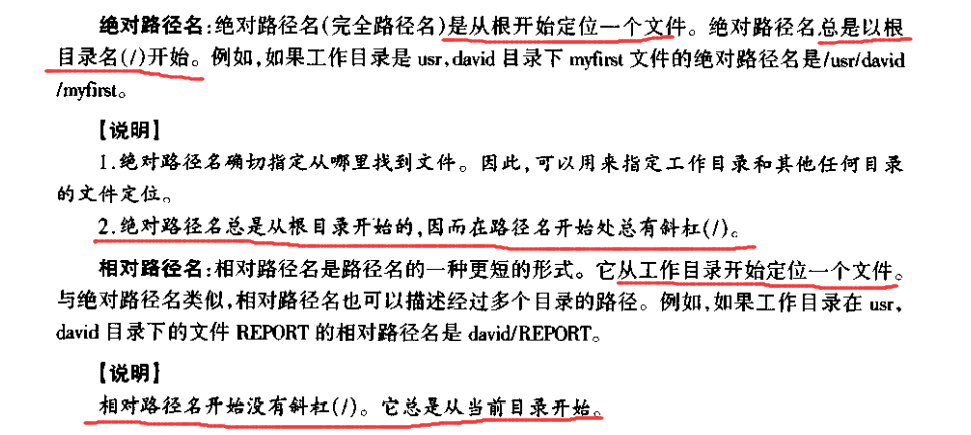 绝对路径名:绝对路径名(完全路径名)是从根开始定位一个文件。绝对路径名总是以根
目录名(/)开始。例如,如果工作目录是 usr,david 目录下 myfirst 文件的绝对路径名是/usr/david
/myfirst。
【说明】
1.绝对路径名确切指定从哪里找到文件。因此,可以用来指定工作目录和其他任何目录
的文件定位。
2.绝对路径名总是从根目录开始的,因而在路径名开始处总有斜杠(/)。
相对路径名:相对路径名是路径名的一种更短的形式。它从工作目录开始定位一个文件。
与绝对路径名类似,相对路径名也可以描述经过多个目录的路径。例如,如果工作目录在 usr,
david 目录下的文件 REPORT 的相对路径名是 david/REPORT。
【说明】
相对路径名开始没有斜杠(/)。它总是从当前目录开始。